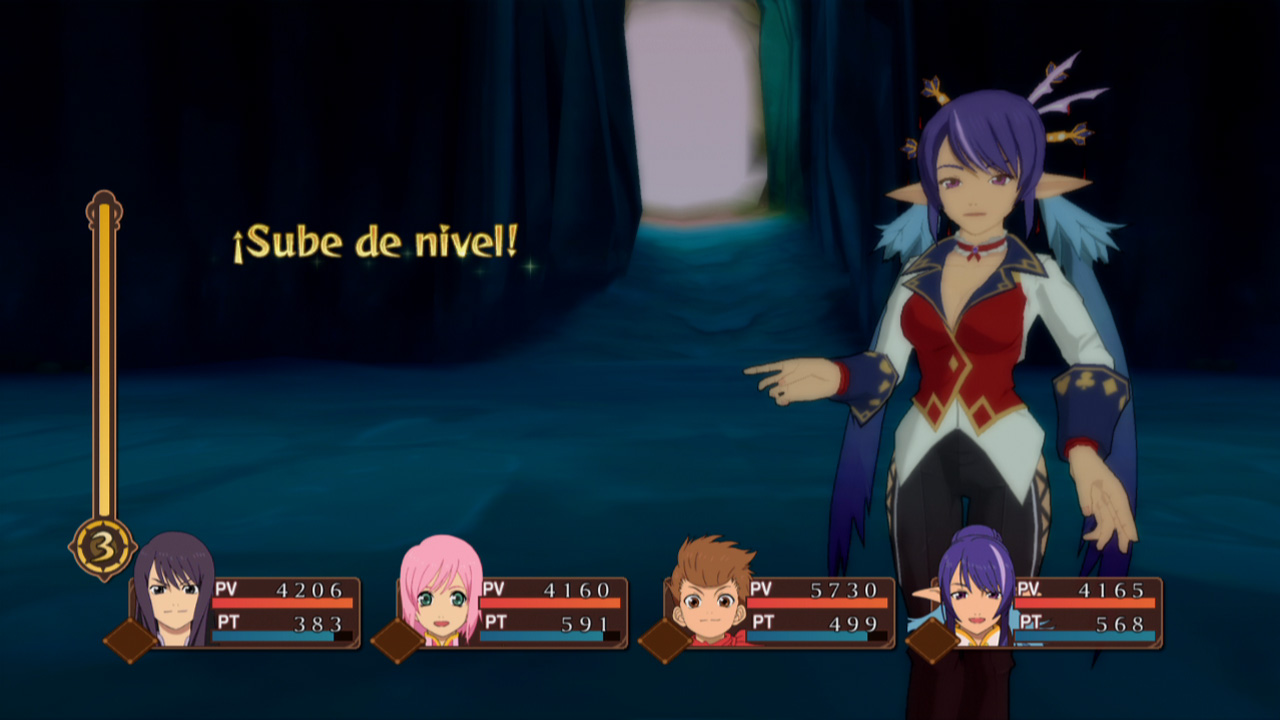 ¡Sube de nivel!
3
PV 4206
PT 383
PV 4160
PT 591
PV 5730
PT 499
PV 4165
PT 568